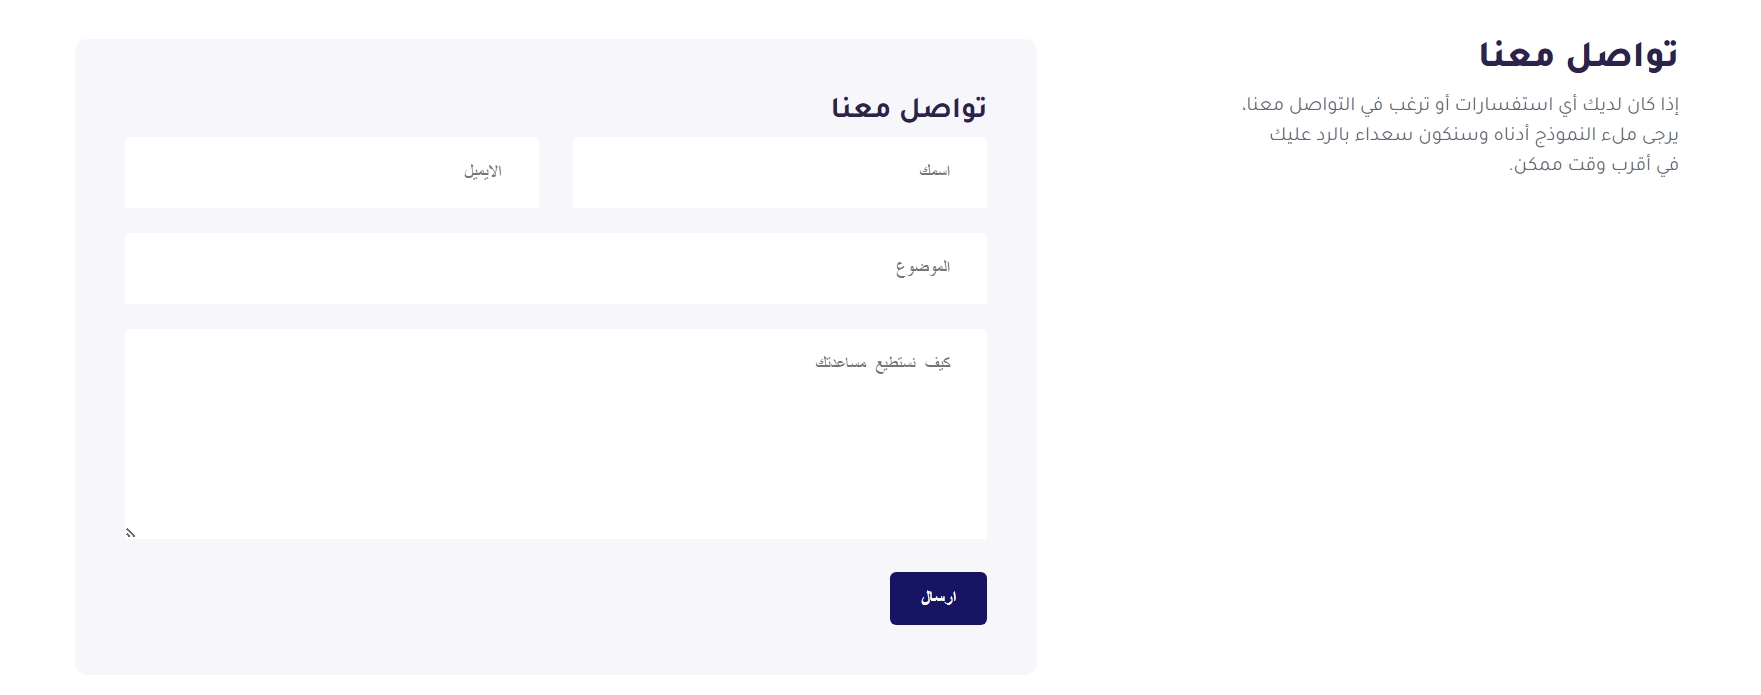 تواصل معنا
إذا كان لديك أي استفسارات أو ترغب في التواصل معنا،
يرجى ملء النموذج أدناه وسنكون سعداء بالرد عليك
في أقرب وقت ممكن.
تواصل معنا
اسمك
الايميل
الموضوع
كيف نستطيع مساعدتك
ارسال